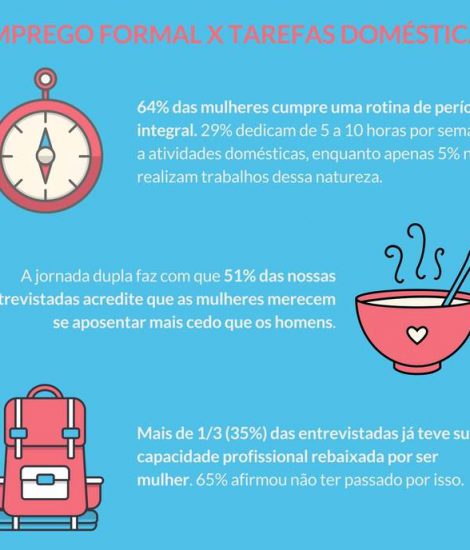 MPREGO FORMAL X TAREFAS DOMÉSTICA
64% das mulheres cumpre uma rotina de perío
integral. 29% dedicam de 5 a 10 horas por sema
a atividades domésticas, enquanto apenas 5% n
realizam trabalhos dessa natureza.
A jornada dupla faz com que 51% das nossas
trevistadas acredite que as mulheres merecem
se aposentar mais cedo que os homens.
Mais de 1/3 (35%) das entrevistadas já teve su
capacidade profissional rebaixada por ser
mulher. 65% afirmou não ter passado por isso.